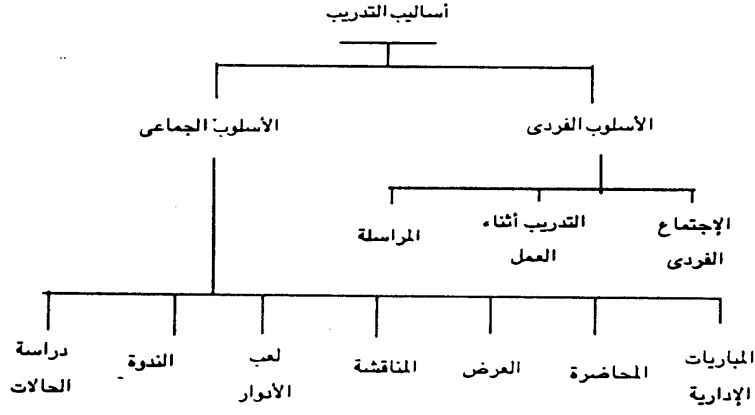 أساليب التدريب
الأسلوب الفردى
الأسلوب الجماعى
الإجتماع
الفردى
التدريب أثناء
العمل
المراسلة
المباريات
الإدارية
المحاضرة
العرض
المناقشة
لعب
الأدوار
الندوة
دراسة
الحالات